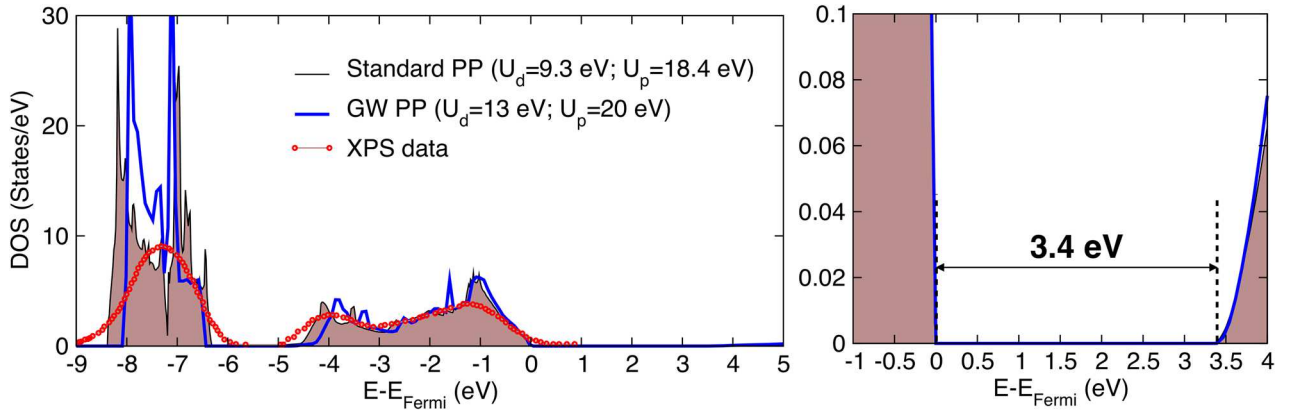 30
20
10
0
DOS (States/eV)
Standard PP (U_d=9.3 eV; U_p=18.4 eV)
GW PP (U_d=13 eV; U_p=20 eV)
XPS data
-9 -8 -7 -6 -5 -4 -3 -2 -1 0 1 2 3 4 5
E-E_Fermi (eV)
0.1
0.08
0.06
0.04
0.02
0
3.4 eV
-1 -0.5 0 0.5 1 1.5 2 2.5 3 3.5 4
E-E_Fermi (eV)